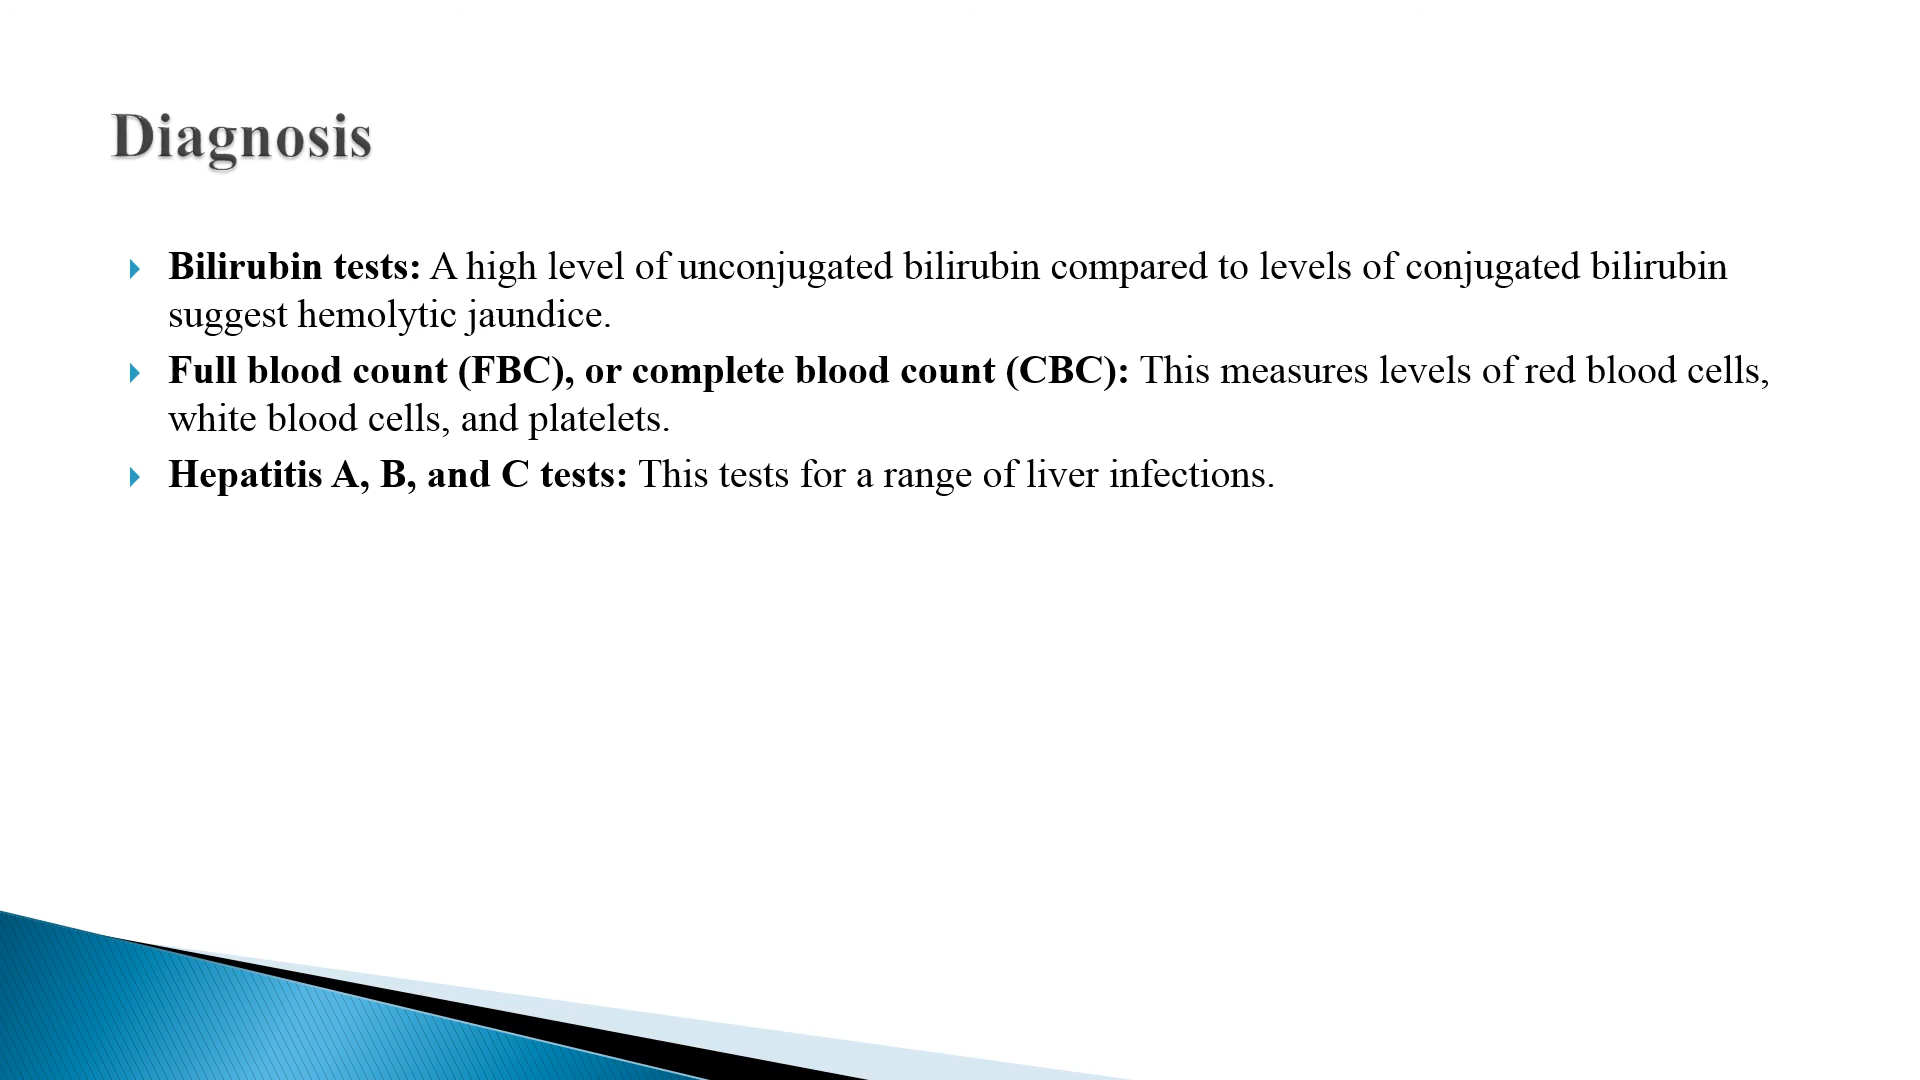 Diagnosis
Bilirubin tests: A high level of unconjugated bilirubin compared to levels of conjugated bilirubin
suggest hemolytic jaundice.
Full blood count (FBC), or complete blood count (CBC): This measures levels of red blood cells,
white blood cells, and platelets.
Hepatitis A, B, and C tests: This tests for a range of liver infections.